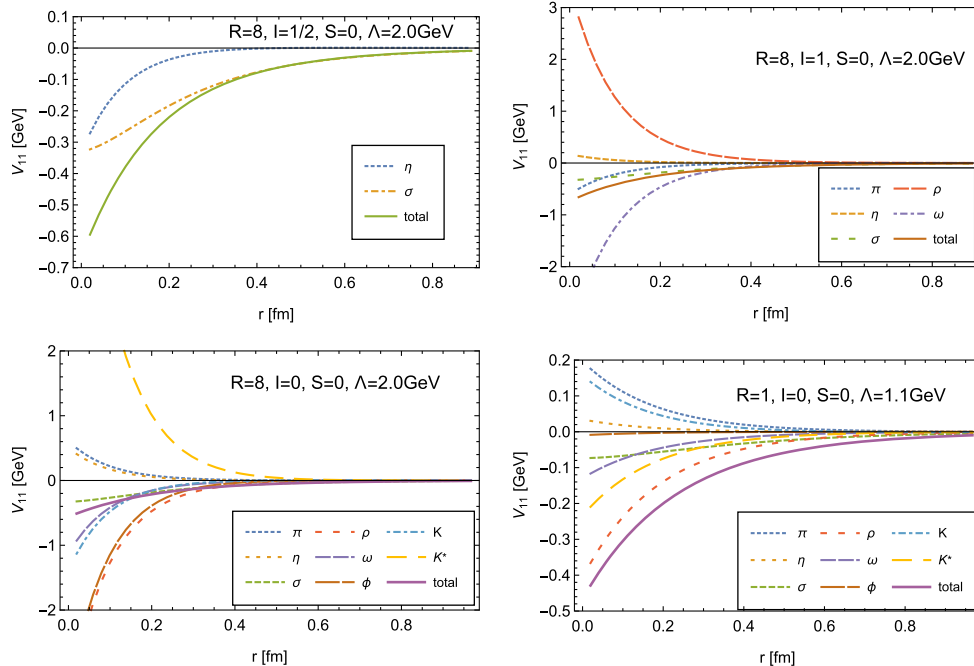 R=8, I=1/2, S=0, Λ=2.0GeV
V11 [GeV]
0.1
0.0
-0.1
-0.2
-0.3
-0.4
-0.5
-0.6
-0.7
η
σ
total
0.0 0.2 0.4 0.6 0.8
r [fm]
R=8, I=1, S=0, Λ=2.0GeV
V11 [GeV]
3
2
1
0
-1
-2
π ρ
η ω
σ total
0.0 0.2 0.4 0.6 0.8 1.0
r [fm]
R=8, I=0, S=0, Λ=2.0GeV
V11 [GeV]
2
1
0
-1
-2
π ρ K
η ω K*
σ ϕ total
0.0 0.2 0.4 0.6 0.8 1.0
r [fm]
R=1, I=0, S=0, Λ=1.1GeV
V11 [GeV]
0.2
0.1
0.0
-0.1
-0.2
-0.3
-0.4
-0.5
π ρ K
η ω K*
σ ϕ total
0.0 0.2 0.4 0.6 0.8 1.0
r [fm]